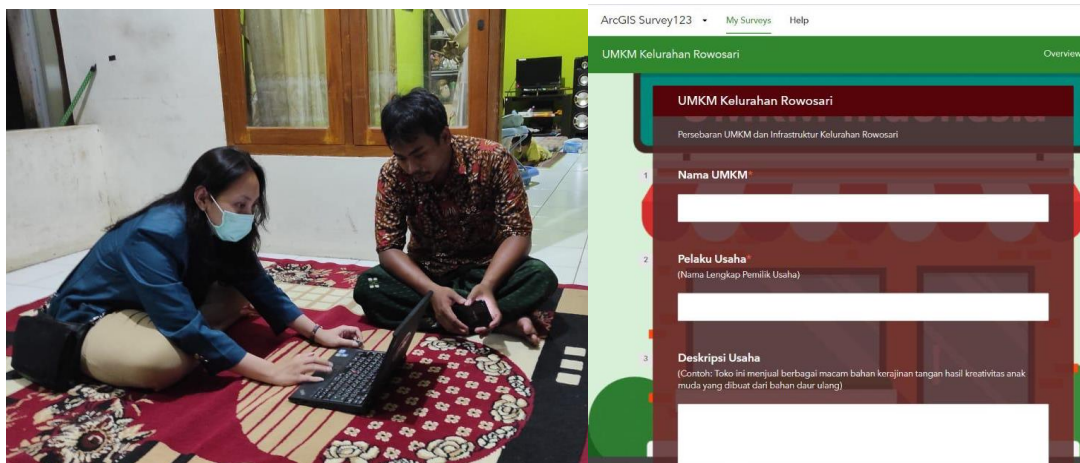 ArcGIS Survey123 My Surveys Help
UMKM Kelurahan Rowosari Overview
UMKM Indonesia
UMKM Kelurahan Rowosari
Persebaran UMKM dan Infrastruktur Kelurahan Rowosari
1 Nama UMKM*
2 Pelaku Usaha*
(Nama Lengkap Pemilik Usaha)
3 Deskripsi Usaha
(Contoh: Toko ini menjual berbagai macam bahan kerajinan tangan hasil kreativitas anak
muda yang dibuat dari bahan daur ulang)